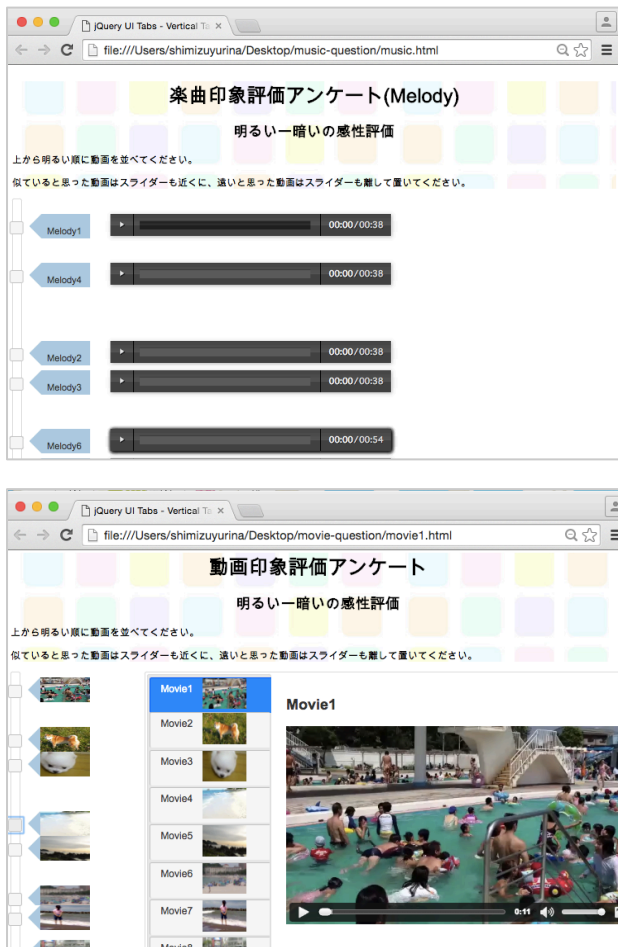 jQuery UI Tabs - Vertical Ta ×
file:///Users/shimizuyurina/Desktop/music-question/music.html
楽曲印象評価アンケート(Melody)
明るいー暗いの感性評価
上から明るい順に動画を並べてください。
似ていると思った動画はスライダーも近くに、遠いと思った動画はスライダーも離して置いてください。
Melody1 00:00/00:38
Melody4 00:00/00:38
Melody2 00:00/00:38
Melody3 00:00/00:38
Melody6 00:00/00:54
jQuery UI Tabs - Vertical Ta ×
file:///Users/shimizuyurina/Desktop/movie-question/movie1.html
動画印象評価アンケート
明るいー暗いの感性評価
上から明るい順に動画を並べてください。
似ていると思った動画はスライダーも近くに、遠いと思った動画はスライダーも離して置いてください。
Movie1
Movie1
Movie2
Movie3
Movie4
Movie5
Movie6
Movie7
0:11
Movie8